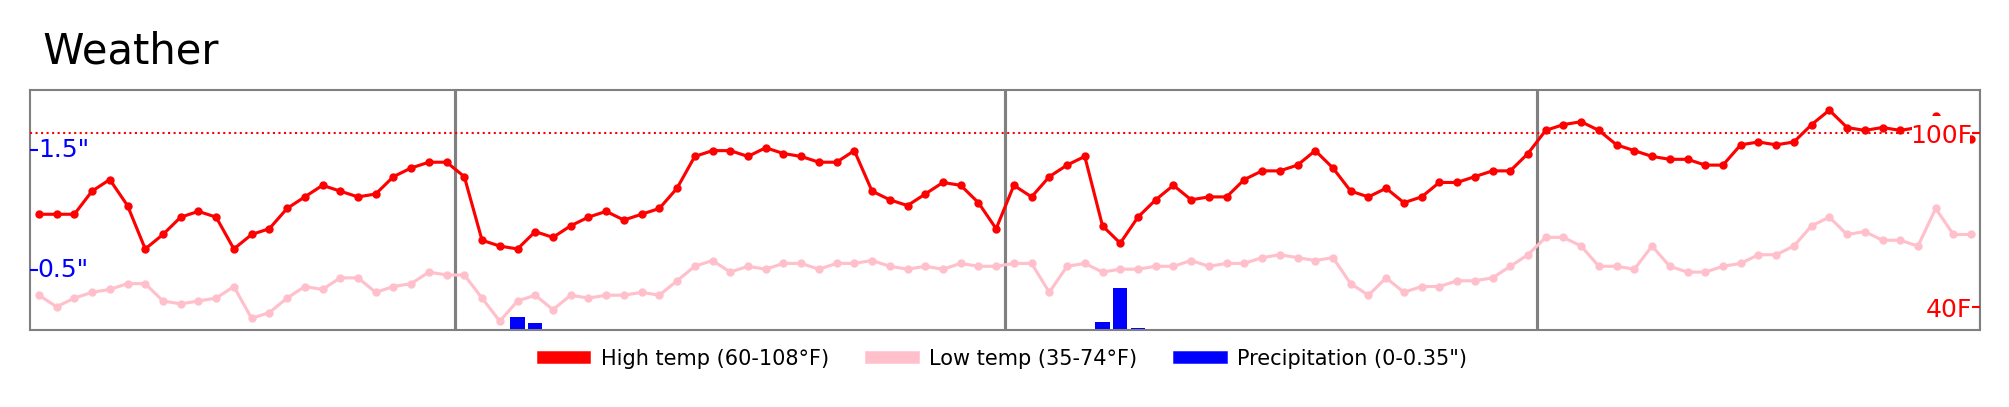 Weather
1.5"
100F
0.5"
40F
High temp (60-108°F) Low temp (35-74°F) Precipitation (0-0.35")